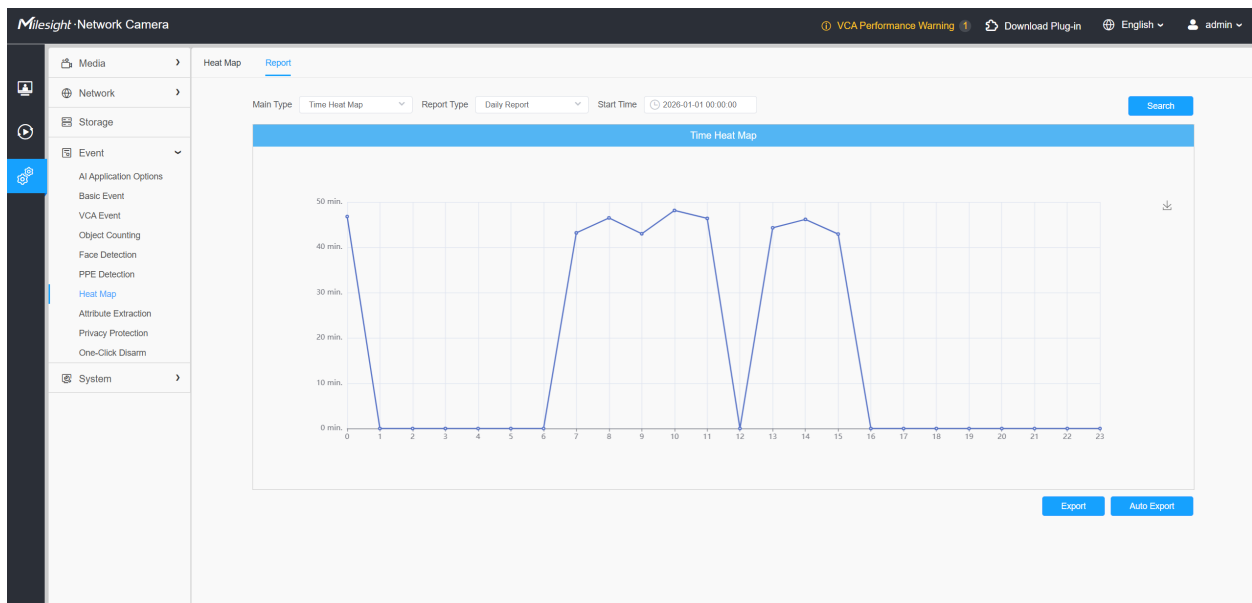 Milesight · Network Camera
VCA Performance Warning 1
Download Plug-in
English
admin
Media
Network
Storage
Event
AI Application Options
Basic Event
VCA Event
Object Counting
Face Detection
PPE Detection
Heat Map
Attribute Extraction
Privacy Protection
One-Click Disarm
System
Heat Map Report
Main Type Time Heat Map Report Type Daily Report Start Time 2026-01-01 00:00:00 Search
Time Heat Map
50 min.
40 min.
30 min.
20 min.
10 min.
0 min.
0 1 2 3 4 5 6 7 8 9 10 11 12 13 14 15 16 17 18 19 20 21 22 23
Export Auto Export